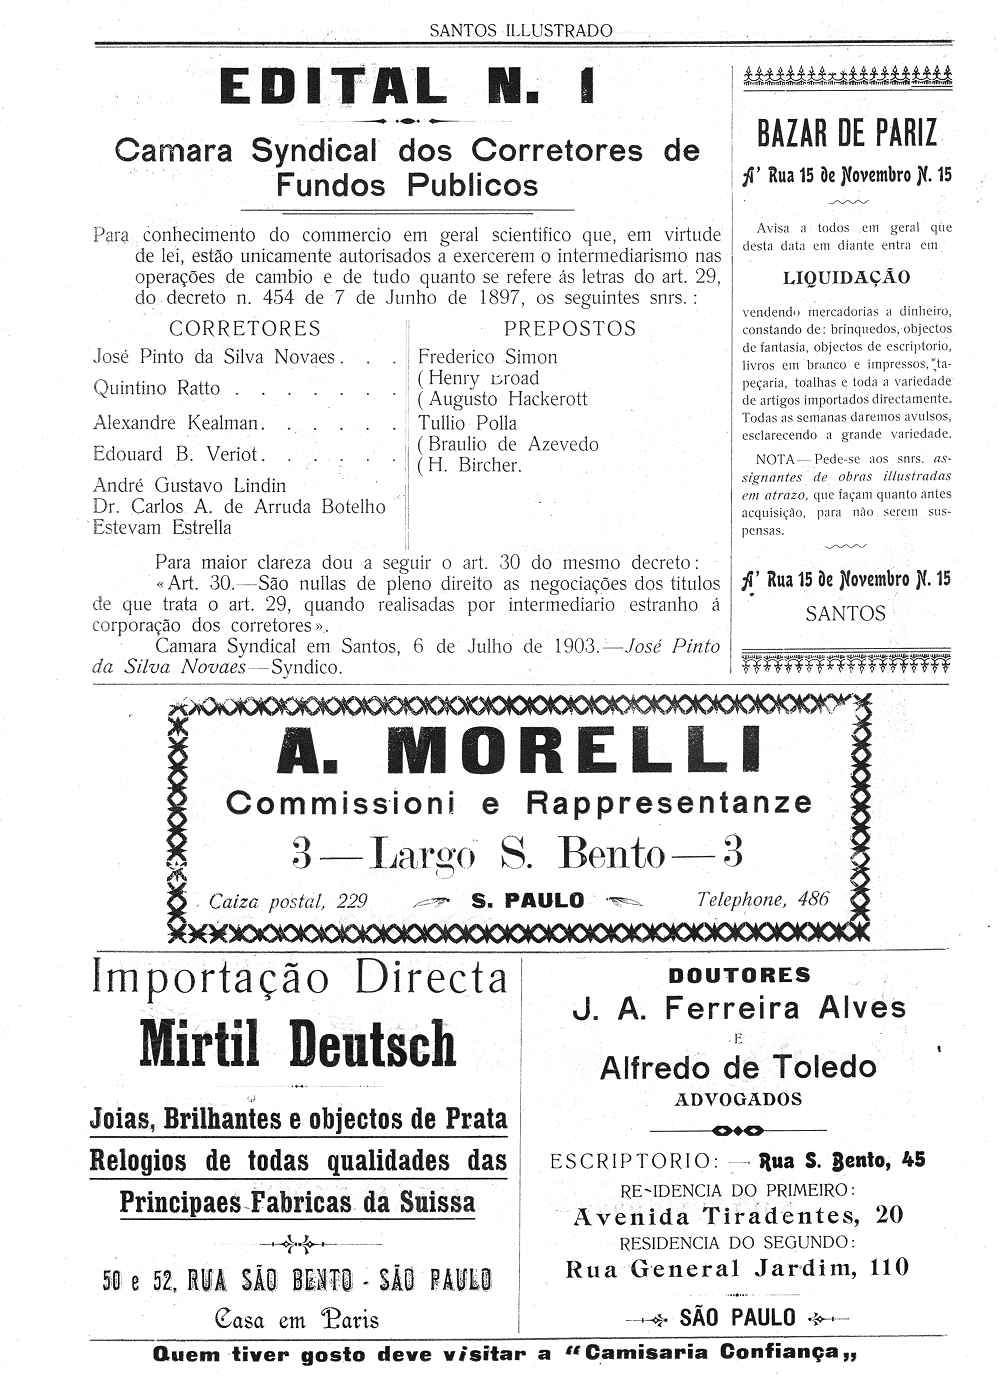 SANTOS ILLUSTRADO
EDITAL N. 1
Camara Syndical dos Corretores de
Fundos Publicos
Para conhecimento do commercio em geral scientifico que, em virtude
de lei, estão unicamente autorisados a exercerem o intermediarismo nas
operações de cambio e de tudo quanto se refere ás letras do art. 29,
do decreto n. 454 de 7 de Junho de 1897, os seguintes snrs. :
CORRETORES
José Pinto da Silva Novaes . . .
Quintino Ratto . . . . . . .
Alexandre Kealman . . . . . .
Edouard B. Veriot . . . . . .
André Gustavo Lindin
Dr. Carlos A. de Arruda Botelho
Estevam Estrella
PREPOSTOS
Frederico Simon
( Henry Broad
( Augusto Hackerott
Tullio Polla
( Braulio de Azevedo
( H. Bircher.
Para maior clareza dou a seguir o art. 30 do mesmo decreto :
«Art. 30.—São nullas de pleno direito as negociações dos titulos
de que trata o art. 29, quando realisadas por intermediario estranho á
corporação dos corretores».
Camara Syndical em Santos, 6 de Julho de 1903.—José Pinto
da Silva Novaes—Syndico.
BAZAR DE PARIZ
A' Rua 15 de Novembro N. 15
Avisa a todos em geral que
desta data em diante entra em
LIQUIDAÇÃO
vendendo mercadorias a dinheiro,
constando de: brinquedos, objectos
de fantasia, objectos de escriptorio,
livros em branco e impressos, ta-
peçaria, toalhas e toda a variedade
de artigos importados directamente.
Todas as semanas daremos avulsos,
esclarecendo a grande variedade.
NOTA—Pede-se aos snrs. as-
signantes de obras illustradas
em atrazo, que façam quanto antes
acquisição, para não serem sus-
pensas.
A' Rua 15 de Novembro N. 15
SANTOS
A. MORELLI
Commissioni e Rappresentanze
3—Largo S. Bento—3
Caiza postal, 229 S. PAULO Telephone, 486
Importação Directa
Mirtil Deutsch
Joias, Brilhantes e objectos de Prata
Relogios de todas qualidades das
Principaes Fabricas da Suissa
50 e 52, RUA SÃO BENTO - SÃO PAULO
Casa em Paris
DOUTORES
J. A. Ferreira Alves
E
Alfredo de Toledo
ADVOGADOS
ESCRIPTORIO: — Rua S. Bento, 45
RESIDENCIA DO PRIMEIRO:
Avenida Tiradentes, 20
RESIDENCIA DO SEGUNDO:
Rua General Jardim, 110
SÃO PAULO
Quem tiver gosto deve visitar a "Camisaria Confiança„